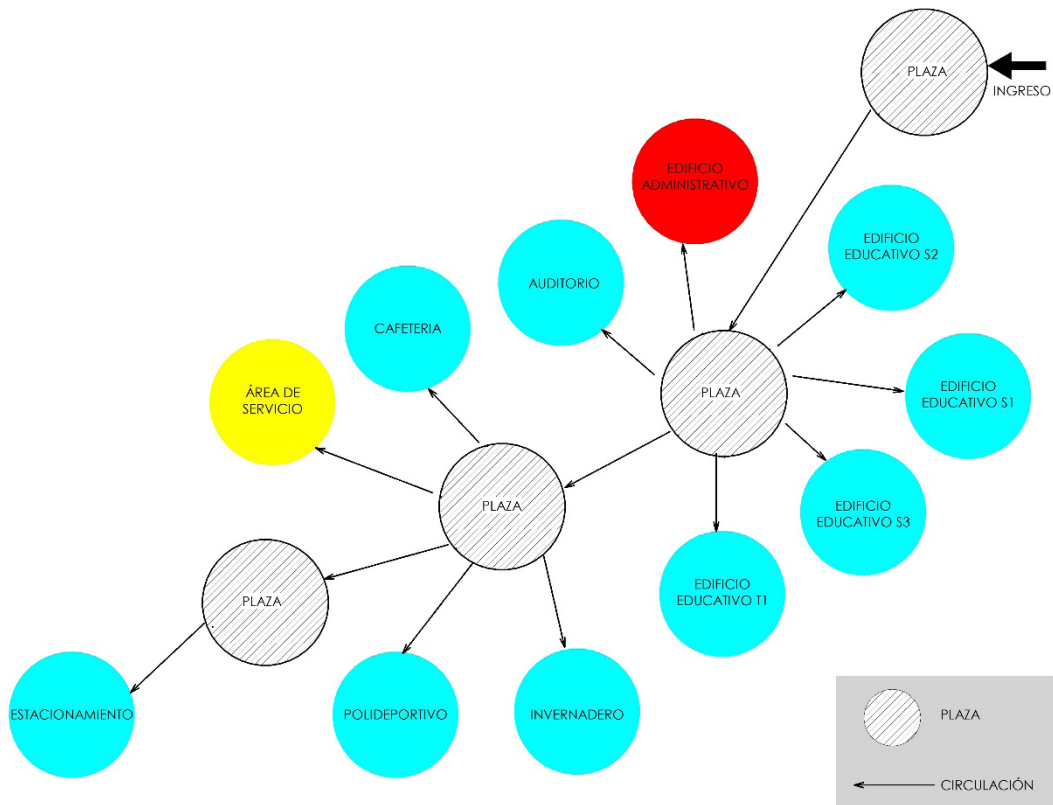 PLAZA
INGRESO
EDIFICIO
ADMINISTRATIVO
EDIFICIO
EDUCATIVO S2
AUDITORIO
CAFETERIA
EDIFICIO
EDUCATIVO S1
PLAZA
ÁREA DE
SERVICIO
PLAZA
EDIFICIO
EDUCATIVO S3
EDIFICIO
EDUCATIVO T1
PLAZA
ESTACIONAMIENTO
POLIDEPORTIVO
INVERNADERO
PLAZA
CIRCULACIÓN